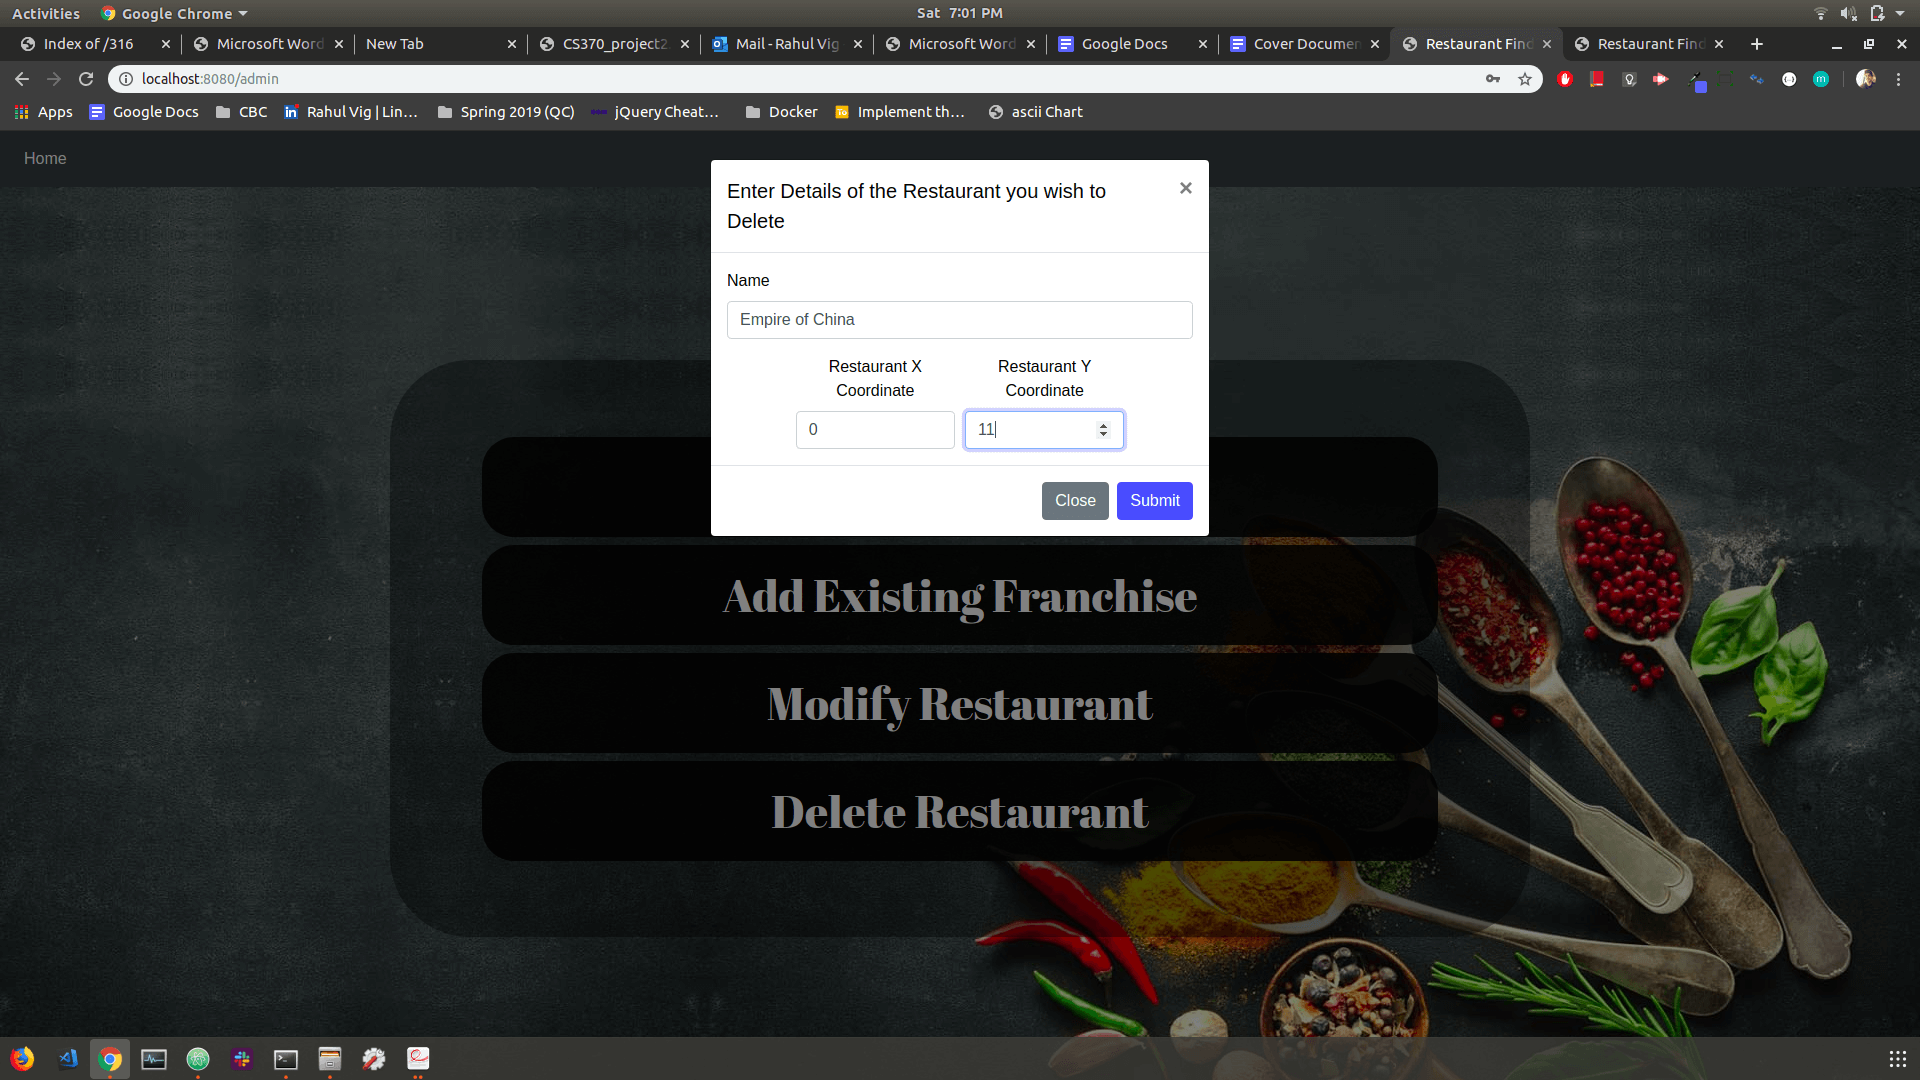 Activities
Google Chrome
Sat 7:01 PM
Index of /316
Microsoft Word
New Tab
CS370_project2
Mail - Rahul Vig
Microsoft Word
Google Docs
Cover Documen
Restaurant Find
Restaurant Find
localhost:8080/admin
Apps
Google Docs
CBC
Rahul Vig | Lin...
Spring 2019 (QC)
jQuery Cheat...
Docker
Implement th...
ascii Chart
Home
Enter Details of the Restaurant you wish to
Delete
×
Name
Empire of China
Restaurant X
Coordinate
Restaurant Y
Coordinate
0
11
Close
Submit
Add Existing Franchise
Modify Restaurant
Delete Restaurant